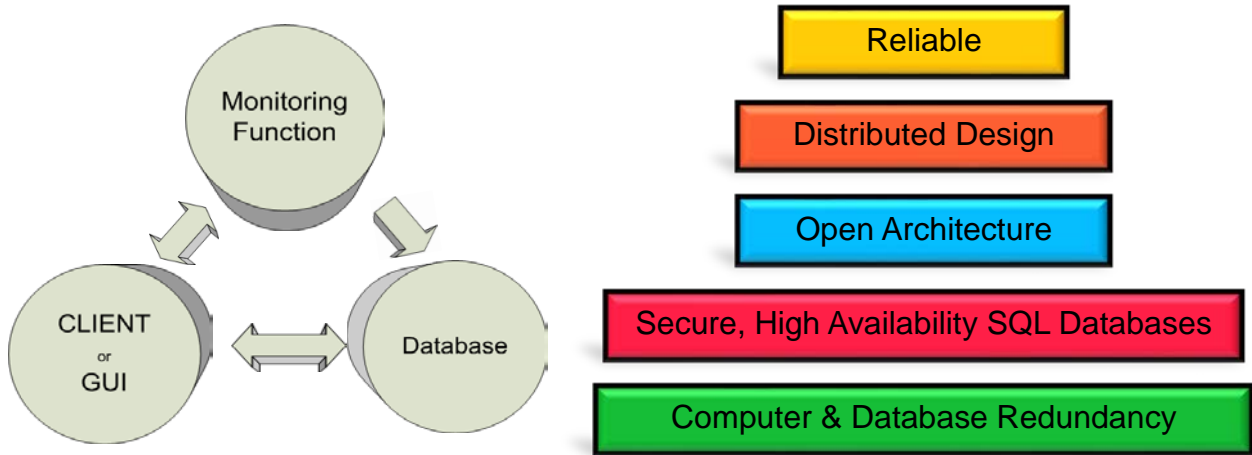 Monitoring
Function
CLIENT
or
GUI
Database
Reliable
Distributed Design
Open Architecture
Secure, High Availability SQL Databases
Computer & Database Redundancy